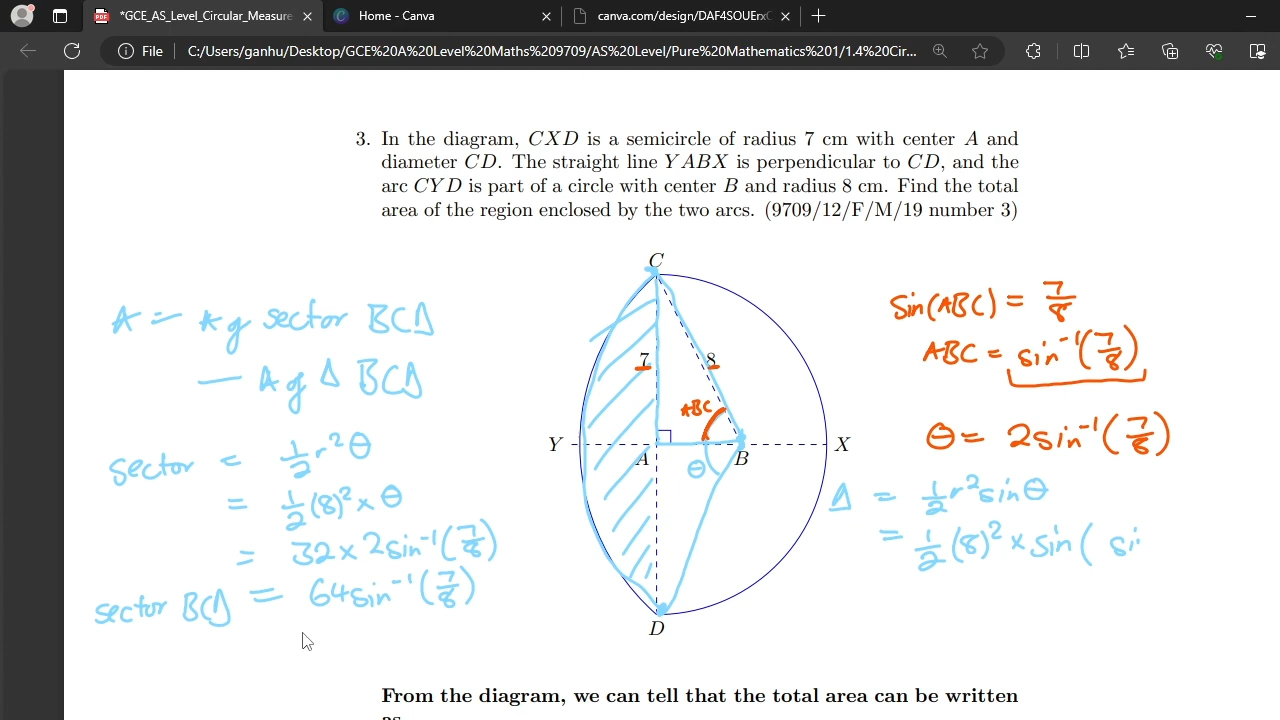 *GCE_AS_Level_Circular_Measure
Home - Canva
canva.com/design/DAF4SOUErxC
File
C:/Users/ganhu/Desktop/GCE%20A%20Level%20Maths%209709/AS%20Level/Pure%20Mathematics%201/1.4%20Cir...
3. In the diagram, CXD is a semicircle of radius 7 cm with center A and
diameter CD. The straight line YABX is perpendicular to CD, and the
arc CYD is part of a circle with center B and radius 8 cm. Find the total
area of the region enclosed by the two arcs. (9709/12/F/M/19 number 3)
A = A of sector BCD
- A of Δ BCD
sector = 1/2 r²θ
= 1/2 (8)² × θ
= 32 × 2sin⁻¹(7/8)
sector BCD = 64sin⁻¹(7/8)
C
7
8
ABC
Y
A
θ
B
X
D
sin(ABC) = 7/8
ABC = sin⁻¹(7/8)
θ = 2sin⁻¹(7/8)
Δ = 1/2 r² sinθ
= 1/2 (8)² × sin( si
From the diagram, we can tell that the total area can be written